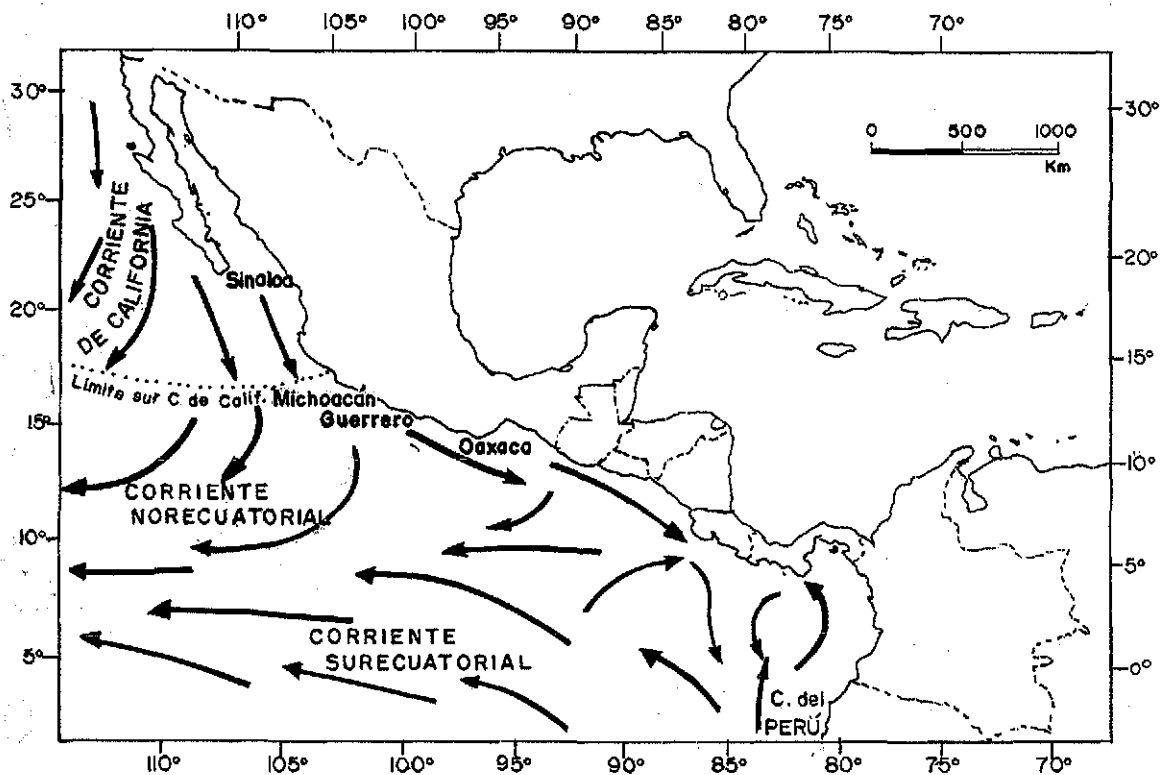 110° 105° 100° 95° 90° 85° 83° 80° 75° 70°
30°
25°
20°
15°
10°
5°
30°
20°
15°
10°
5°
0°
0 500 1000
Km
CORRIENTE
DE CALIFORNIA
Sinaloa
Límite sur C de Calif.
Michoacán
Guerrero
Oaxaca
CORRIENTE
NORECUATORIAL
CORRIENTE
SURECUATORIAL
C. del
PERÚ
110° 105° 100° 95° 90° 85° 80° 75° 70°